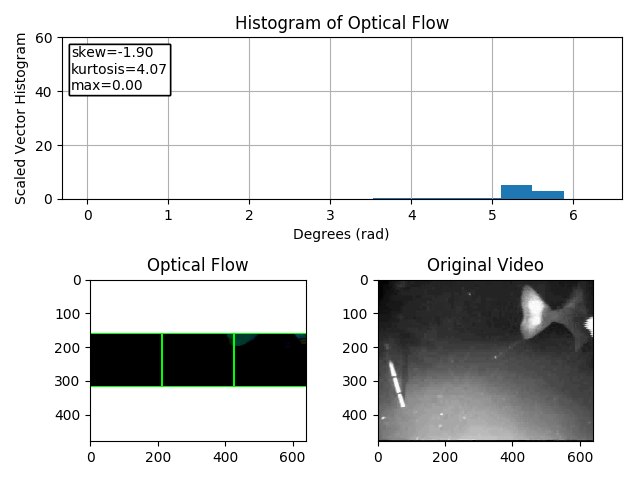 Histogram of Optical Flow
skew=-1.90
kurtosis=4.07
max=0.00
Scaled Vector Histogram
60
40
20
0
0 1 2 3 4 5 6
Degrees (rad)
Optical Flow
0
100
200
300
400
0 200 400 600
Original Video
0
100
200
300
400
0 200 400 600